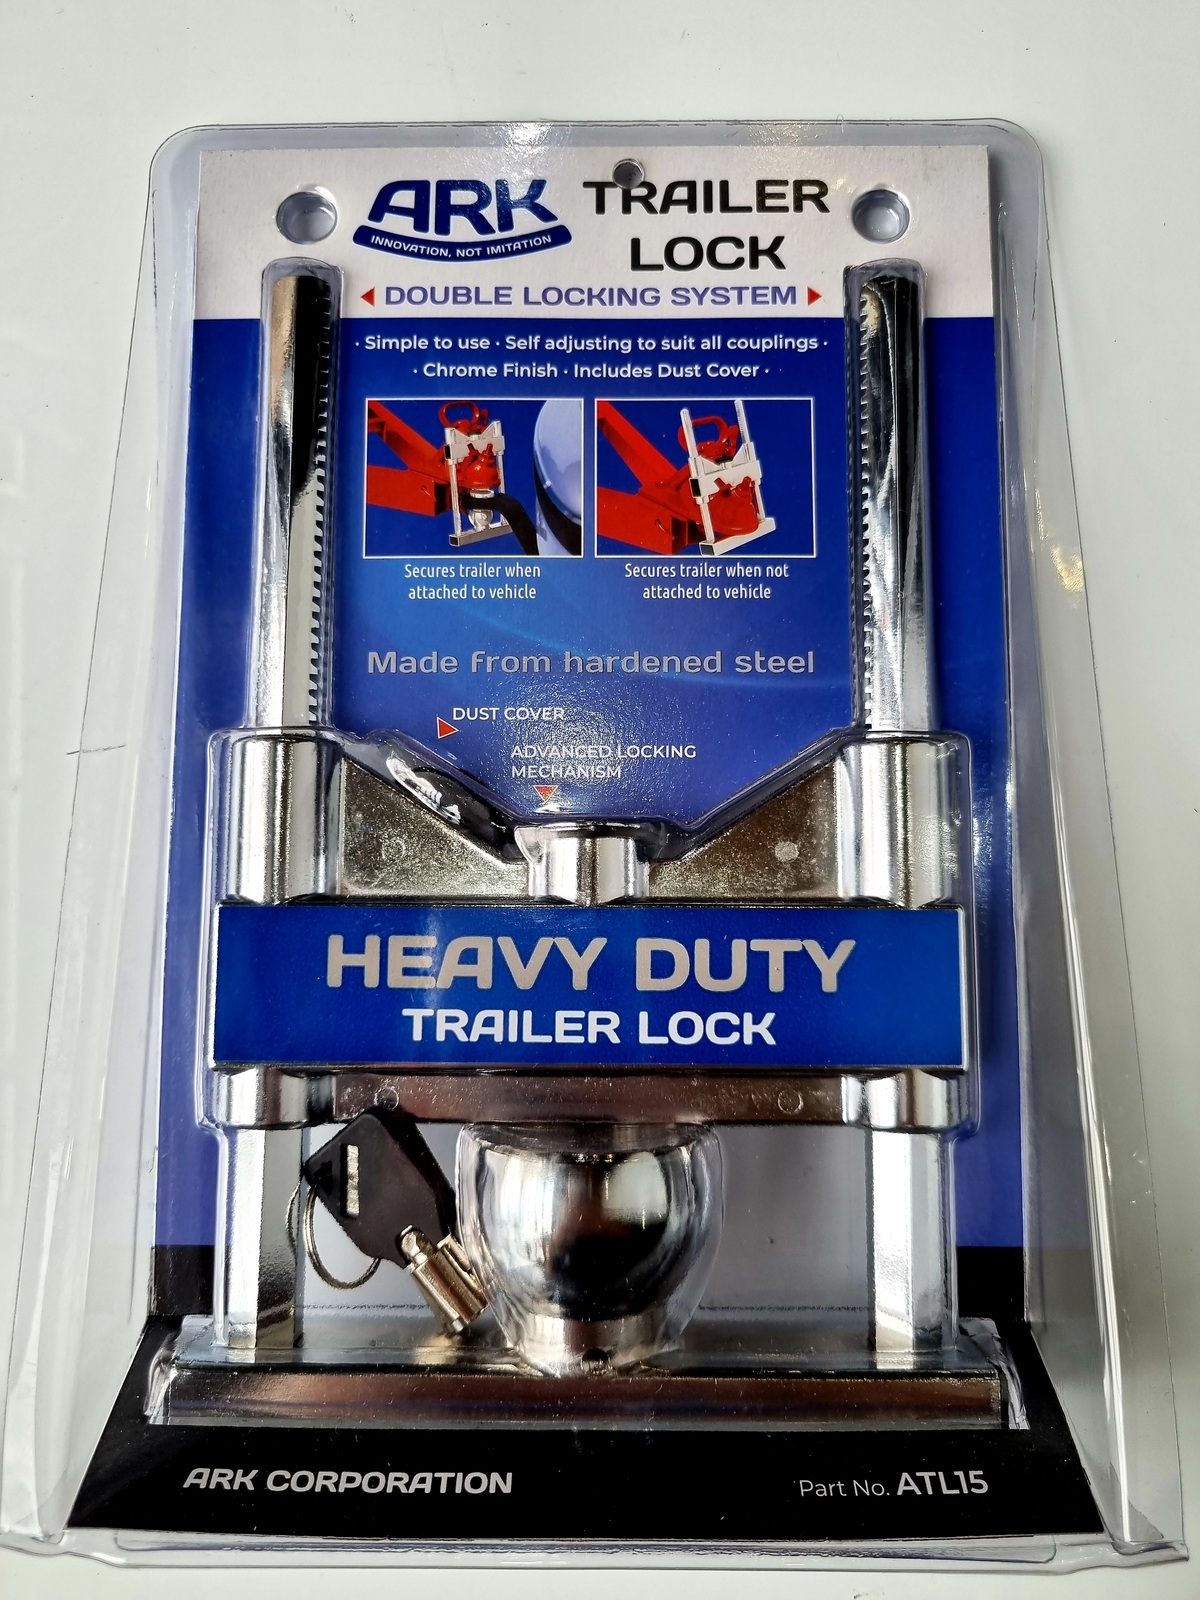 ARK
INNOVATION, NOT IMITATION
TRAILER
LOCK
DOUBLE LOCKING SYSTEM
· Simple to use · Self adjusting to suit all couplings ·
· Chrome Finish · Includes Dust Cover ·
Secures trailer when
attached to vehicle
Secures trailer when not
attached to vehicle
Made from hardened steel
DUST COVER
ADVANCED LOCKING
MECHANISM
HEAVY DUTY
TRAILER LOCK
ARK CORPORATION
Part No. ATL15